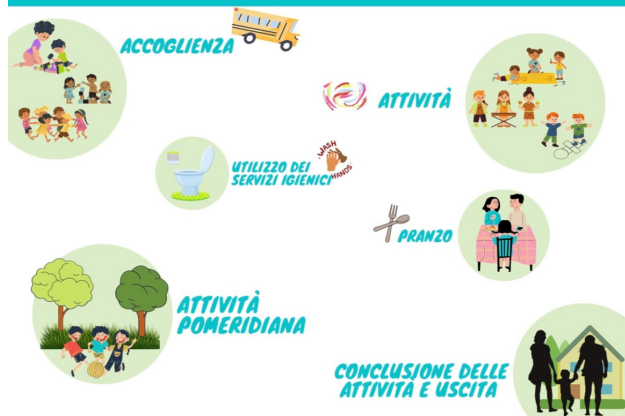 ACCOGLIENZA
ATTIVITÀ
UTILIZZO DEI
SERVIZI IGIENICI
WASH
HANDS
PRANZO
ATTIVITÀ
POMERIDIANA
CONCLUSIONE DELLE
ATTIVITÀ E USCITA